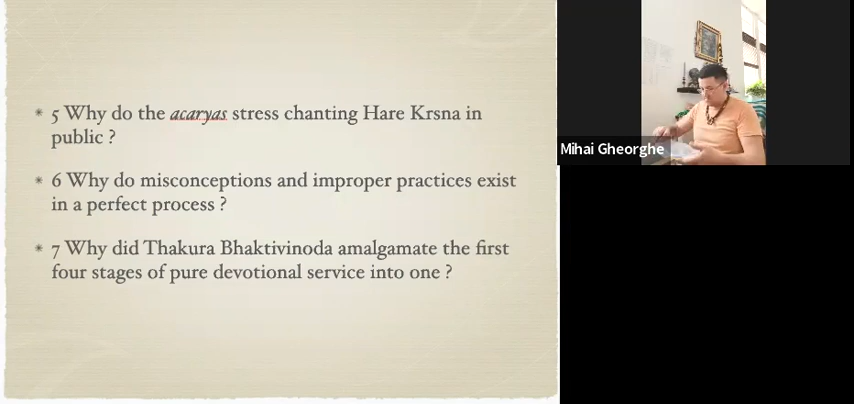 * 5 Why do the acaryas stress chanting Hare Krsna in
public ?
* 6 Why do misconceptions and improper practices exist
in a perfect process ?
* 7 Why did Thakura Bhaktivinoda amalgamate the first
four stages of pure devotional service into one ?
Mihai Gheorghe